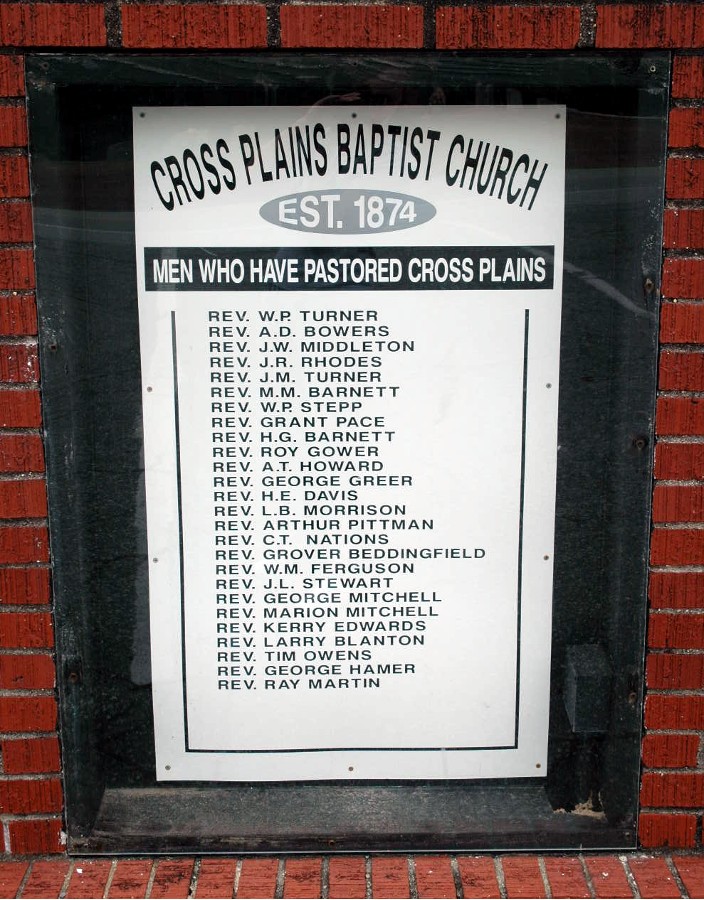 CROSS PLAINS BAPTIST CHURCH
EST. 1874
MEN WHO HAVE PASTORED CROSS PLAINS
REV. W.P. TURNER
REV. A.D. BOWERS
REV. J.W. MIDDLETON
REV. J.R. RHODES
REV. J.M. TURNER
REV. M.M. BARNETT
REV. W.P. STEPP
REV. GRANT PACE
REV. H.G. BARNETT
REV. ROY GOWER
REV. A.T. HOWARD
REV. GEORGE GREER
REV. H.E. DAVIS
REV. L.B. MORRISON
REV. ARTHUR PITTMAN
REV. C.T. NATIONS
REV. GROVER BEDDINGFIELD
REV. W.M. FERGUSON
REV. J.L. STEWART
REV. GEORGE MITCHELL
REV. MARION MITCHELL
REV. KERRY EDWARDS
REV. LARRY BLANTON
REV. TIM OWENS
REV. GEORGE HAMER
REV. RAY MARTIN